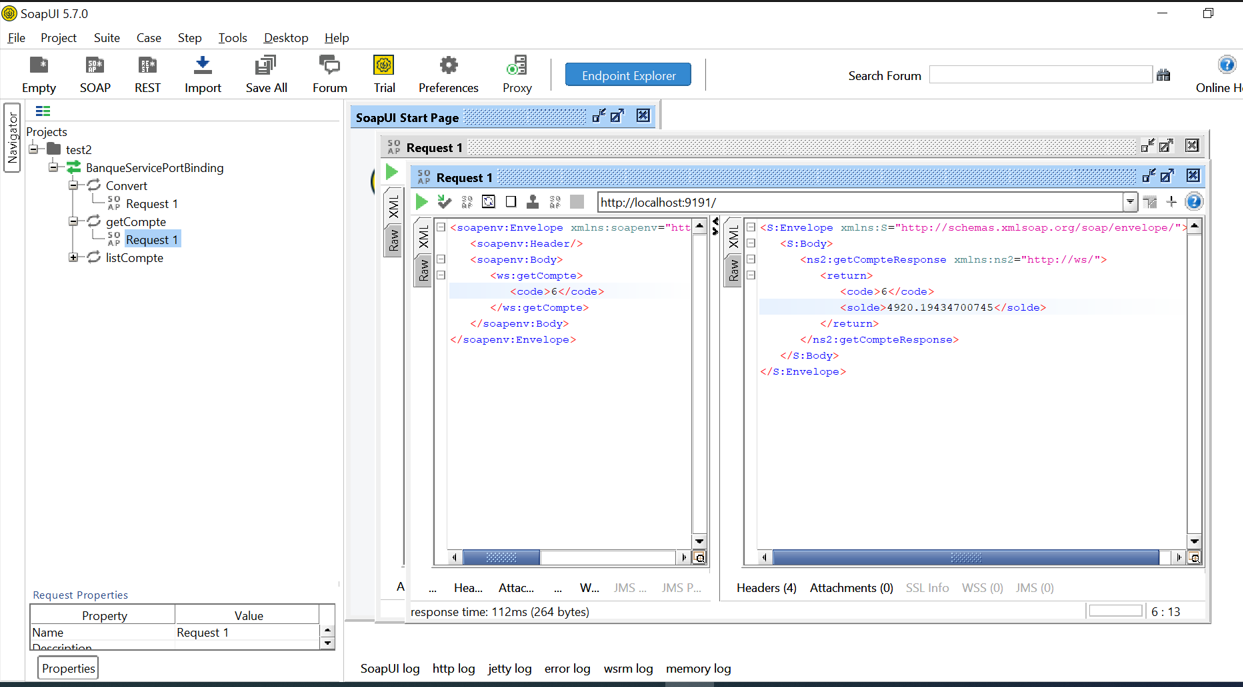 SoapUI 5.7.0
File Project Suite Case Step Tools Desktop Help
Empty SOAP REST Import Save All Forum Trial Preferences Proxy Endpoint Explorer Search Forum Online H
Navigator
Projects
test2
BanqueServicePortBinding
Convert
Request 1
getCompte
Request 1
listCompte
Request Properties
Property Value
Name Request 1
Description
Properties
SoapUI Start Page
SOAP Request 1
XML
Raw
A
SOAP Request 1
http://localhost:9191/
XML
Raw
<soapenv:Envelope xmlns:soapenv="htt
<soapenv:Header/>
<soapenv:Body>
<ws:getCompte>
<code>6</code>
</ws:getCompte>
</soapenv:Body>
</soapenv:Envelope>
... Hea... Attac... ... W... JMS ... JMS P...
XML
Raw
<S:Envelope xmlns:S="http://schemas.xmlsoap.org/soap/envelope/">
<S:Body>
<ns2:getCompteResponse xmlns:ns2="http://ws/">
<return>
<code>6</code>
<solde>4920.19434700745</solde>
</return>
</ns2:getCompteResponse>
</S:Body>
</S:Envelope>
Headers (4) Attachments (0) SSL Info WSS (0) JMS (0)
response time: 112ms (264 bytes) 6 : 13
SoapUI log http log jetty log error log wsrm log memory log